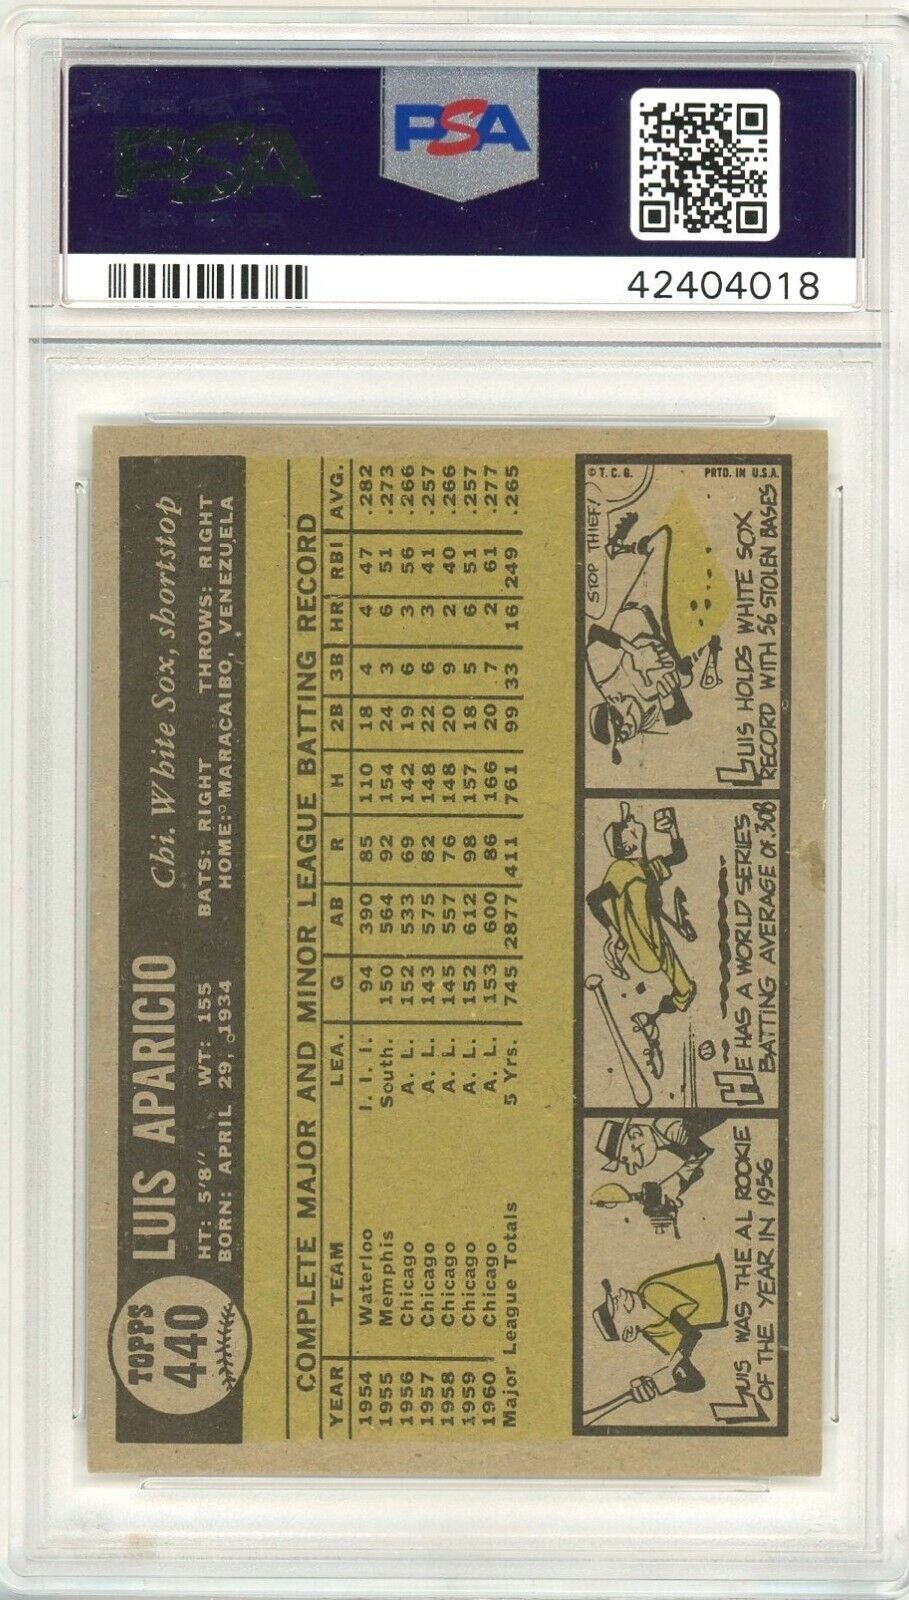 PSA
PSA
42404018
TOPPS
440
LUIS APARICIO Chi. White Sox, shortstop
HT: 5'8" WT: 155 BATS: RIGHT THROWS: RIGHT
BORN: APRIL 29, 1934 HOME: MARACAIBO, VENEZUELA
COMPLETE MAJOR AND MINOR LEAGUE BATTING RECORD
YEAR TEAM LEA. G AB R H 2B 3B HR RBI AVG.
1954 Waterloo I. I. I. 94 390 85 110 18 4 4 47 .282
1955 Memphis South. 150 564 92 154 24 3 6 51 .273
1956 Chicago A. L. 152 533 69 142 19 6 3 56 .266
1957 Chicago A. L. 143 575 82 148 22 6 3 41 .257
1958 Chicago A. L. 145 557 76 148 20 9 2 40 .266
1959 Chicago A. L. 152 612 98 157 18 5 6 51 .257
1960 Chicago A. L. 153 600 86 166 20 7 2 61 .277
Major League Totals 5 Yrs. 745 2877 411 761 99 33 16 249 .265
LUIS WAS THE AL ROOKIE
OF THE YEAR IN 1956
HE HAS A WORLD SERIES
BATTING AVERAGE OF .308
STOP THIEF!
© T. C. G. PRTD. IN U.S.A.
LUIS HOLDS WHITE SOX
RECORD WITH 56 STOLEN BASES